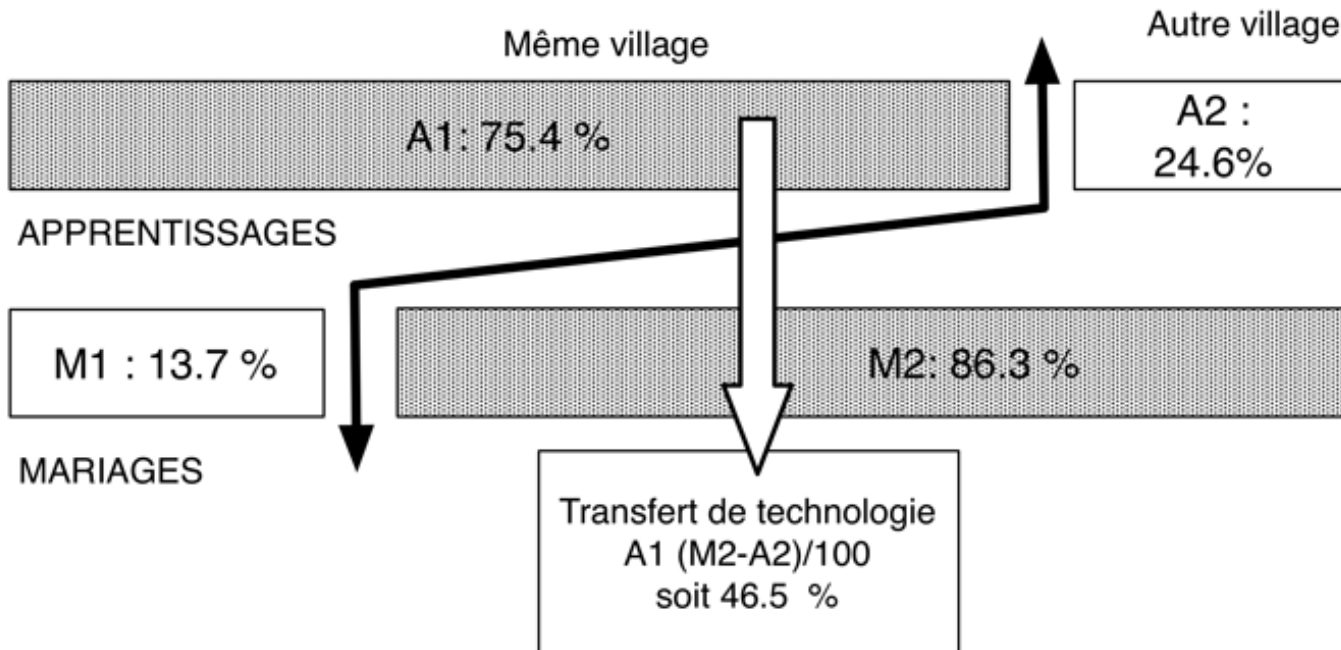 Même village
Autre village
A1: 75.4 %
A2 :
24.6%
APPRENTISSAGES
M1 : 13.7 %
M2: 86.3 %
MARIAGES
Transfert de technologie
A1 (M2-A2)/100
soit 46.5 %